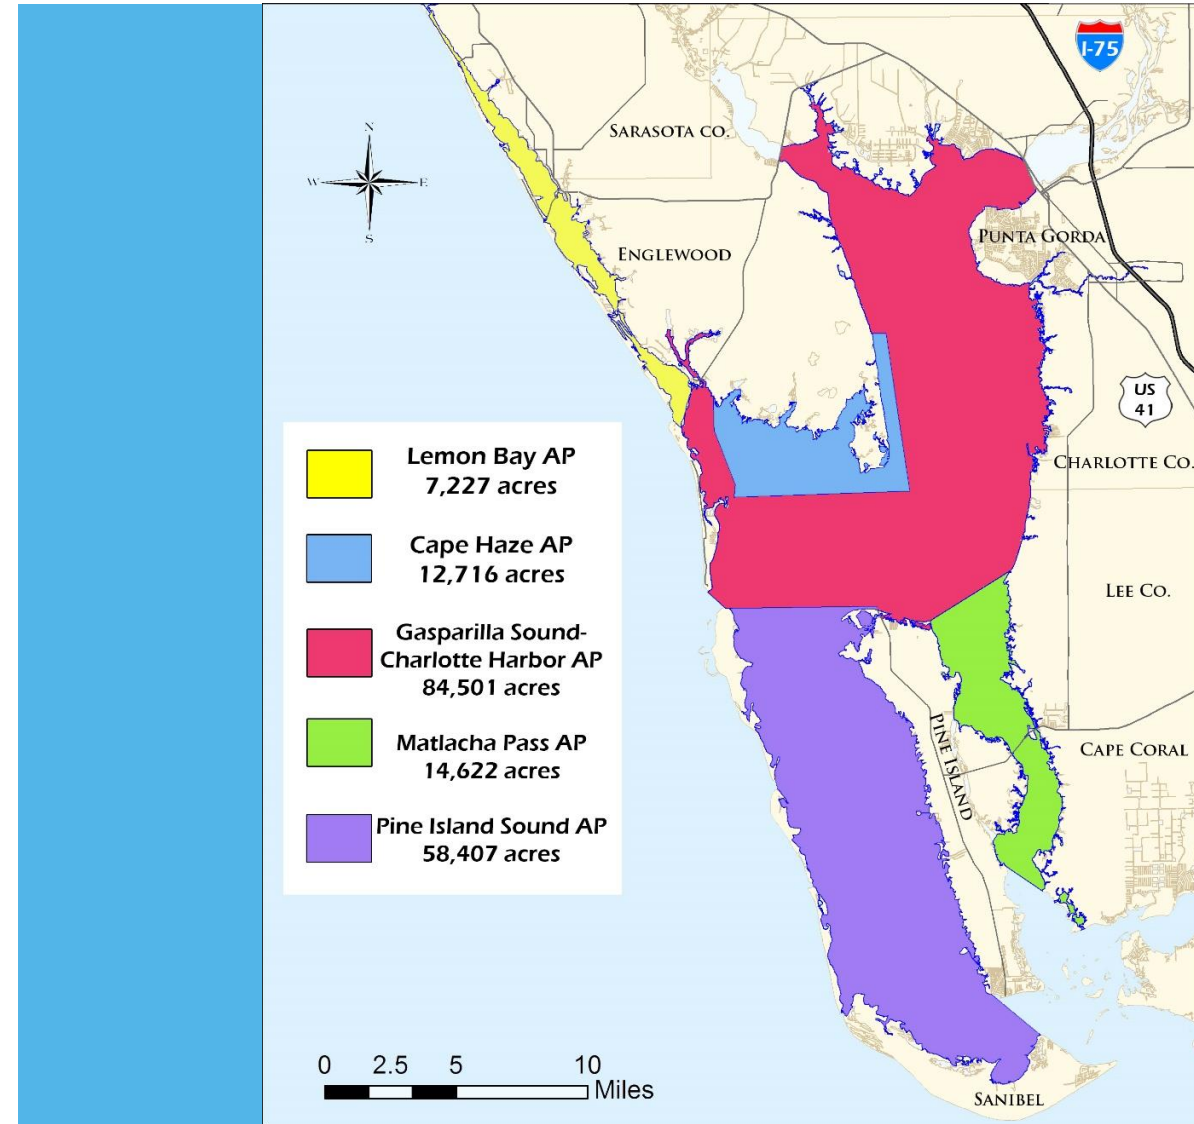 I-75
N
SARASOTA CO.
W E
S
PUNTA GORDA
ENGLEWOOD
US
41
Lemon Bay AP
7,227 acres
CHARLOTTE CO.
Cape Haze AP
12,716 acres
LEE CO.
Gasparilla Sound-
Charlotte Harbor AP
84,501 acres
Matlacha Pass AP
14,622 acres
PINE ISLAND
CAPE CORAL
Pine Island Sound AP
58,407 acres
0 2.5 5 10
Miles
SANIBEL